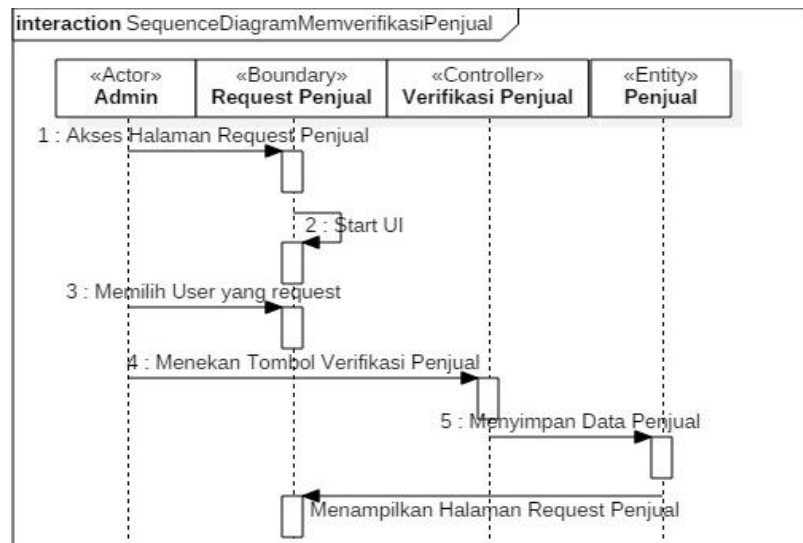 interaction SequenceDiagramMemverifikasiPenjual
«Actor»
Admin
«Boundary»
Request Penjual
«Controller»
Verifikasi Penjual
«Entity»
Penjual
1 : Akses Halaman Request Penjual
2 : Start UI
3 : Memilih User yang request
4 : Menekan Tombol Verifikasi Penjual
5 : Menyimpan Data Penjual
Menampilkan Halaman Request Penjual